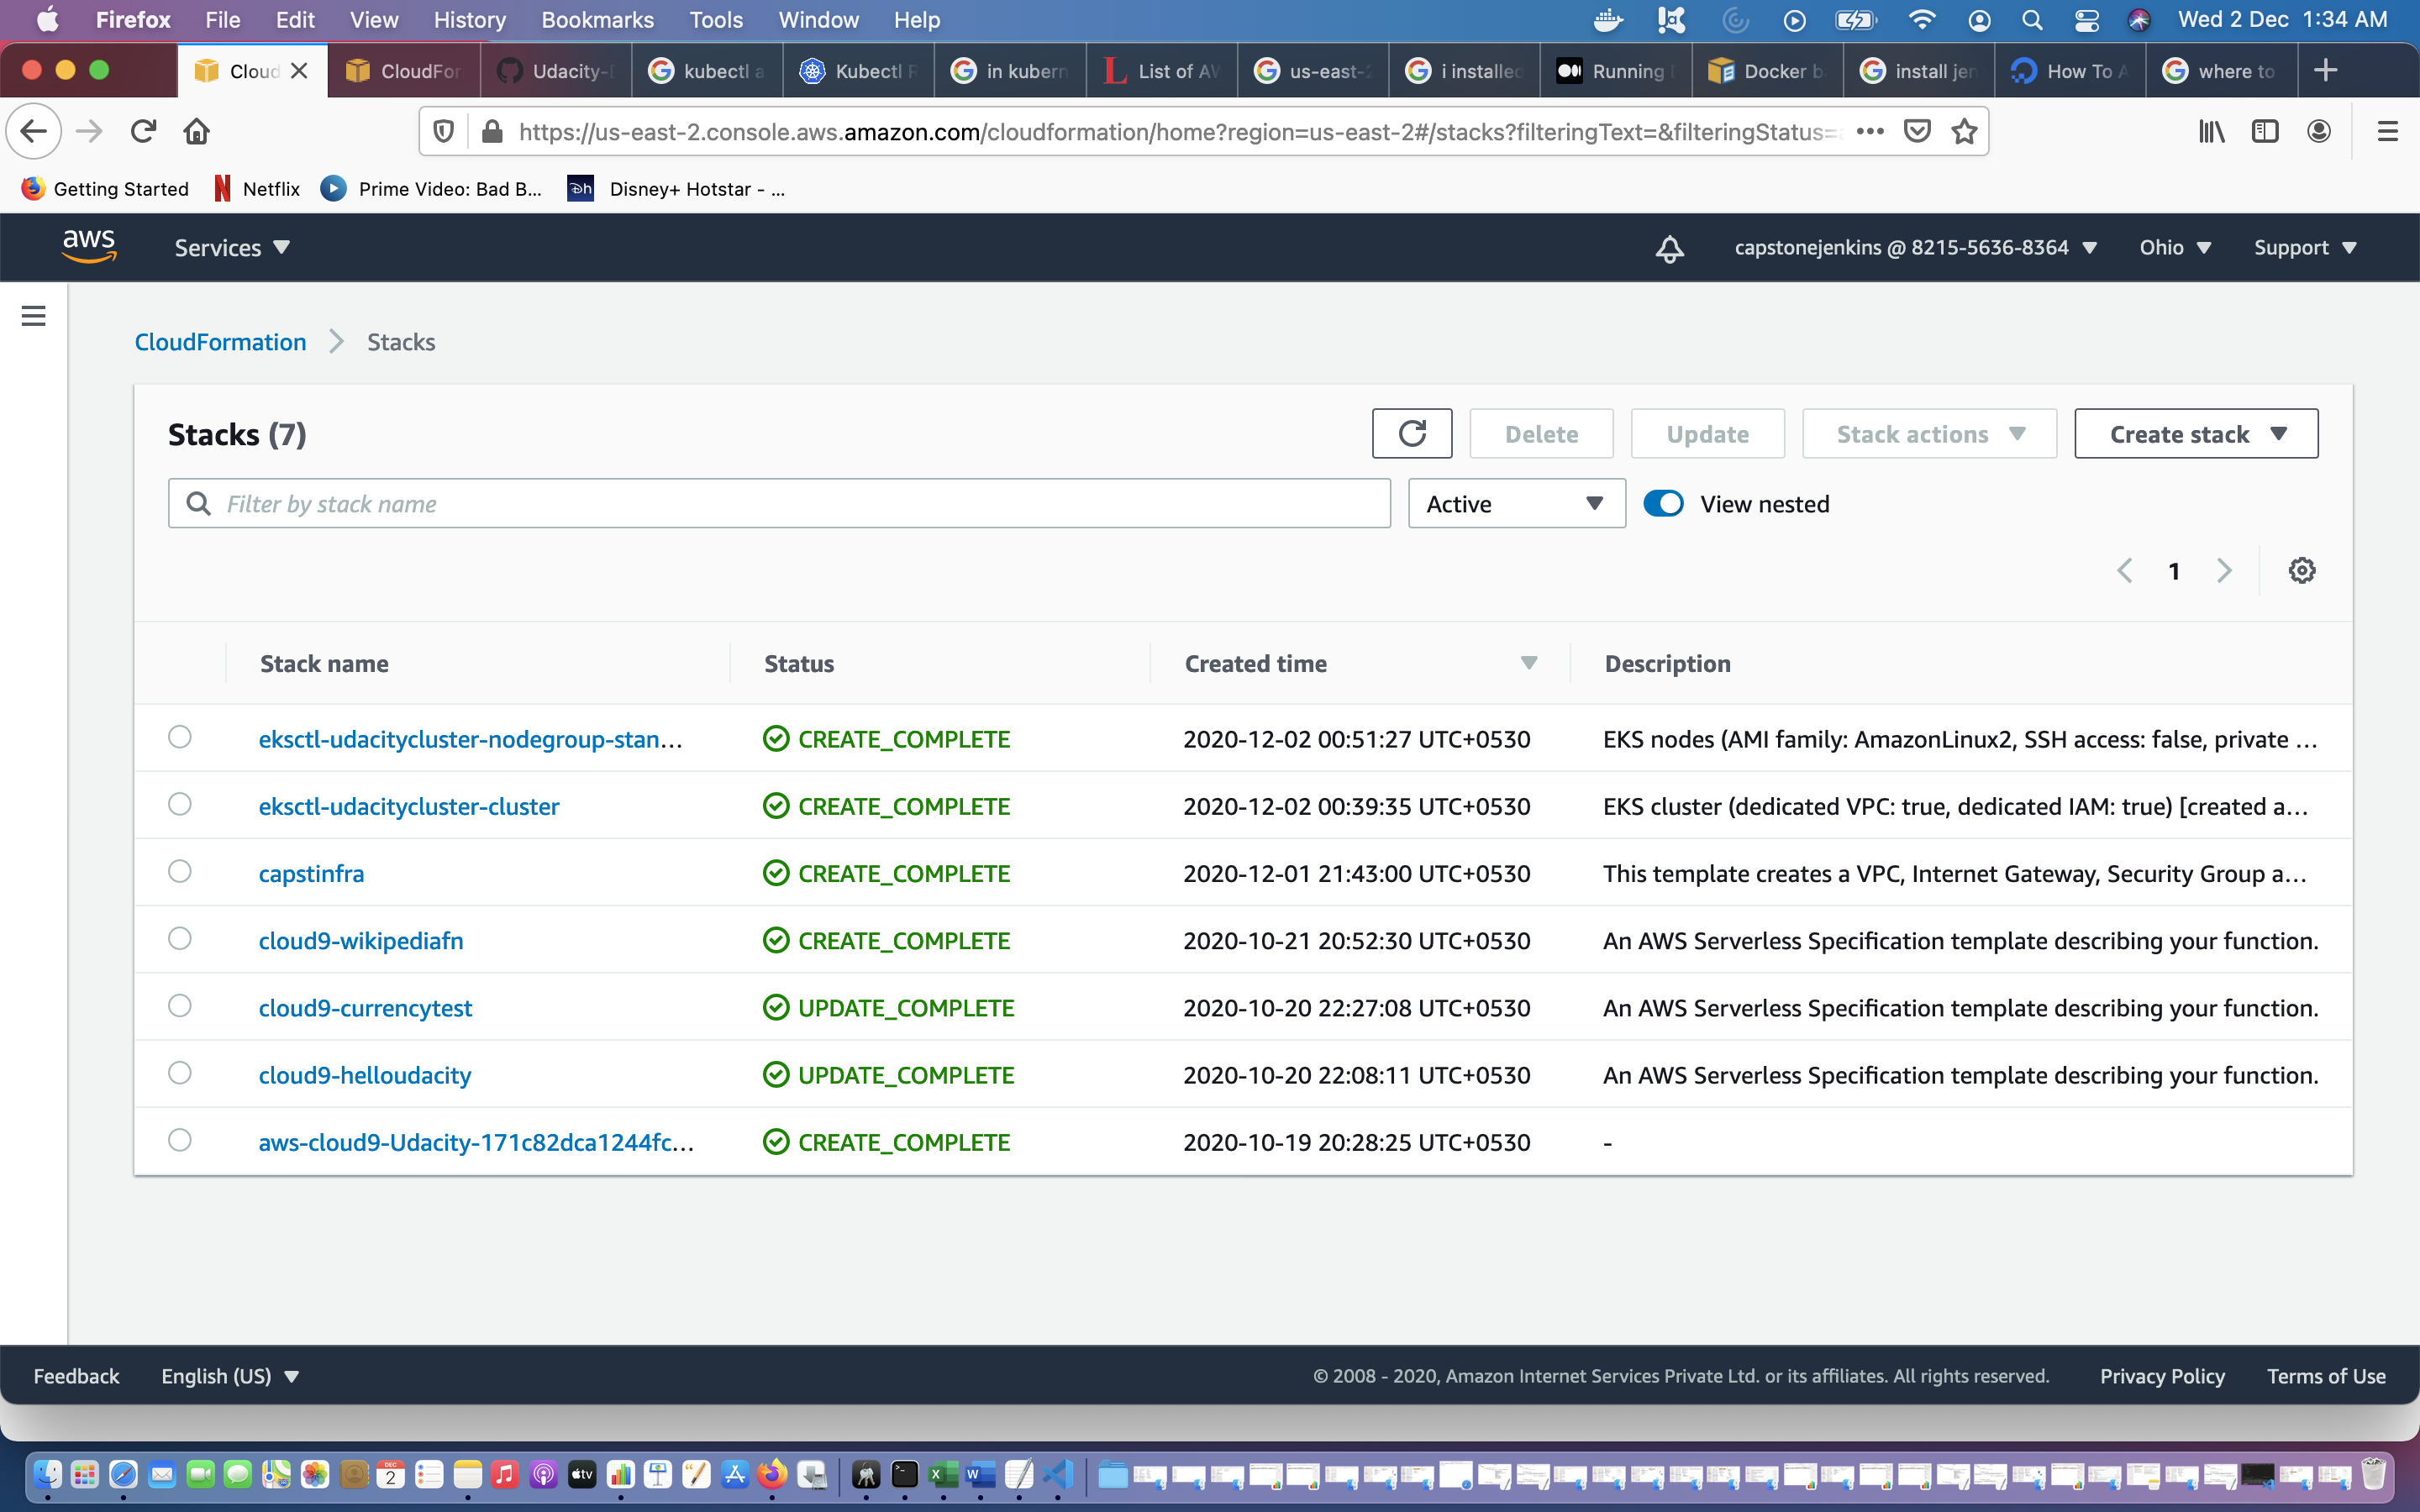 Firefox File Edit View History Bookmarks Tools Window Help Wed 2 Dec 1:34 AM
Cloud CloudFor Udacity- kubectl a Kubectl R in kubern List of AW us-east-2 i installed Running Docker b install jen How To A where to
https://us-east-2.console.aws.amazon.com/cloudformation/home?region=us-east-2#/stacks?filteringText=&filteringStatus=
Getting Started Netflix Prime Video: Bad B... Disney+ Hotstar - ...
aws Services capstonejenkins @ 8215-5636-8364 Ohio Support
CloudFormation Stacks
Stacks (7) Delete Update Stack actions Create stack
Filter by stack name Active View nested
1
Stack name Status Created time Description
eksctl-udacitycluster-nodegroup-stan... CREATE_COMPLETE 2020-12-02 00:51:27 UTC+0530 EKS nodes (AMI family: AmazonLinux2, SSH access: false, private ...
eksctl-udacitycluster-cluster CREATE_COMPLETE 2020-12-02 00:39:35 UTC+0530 EKS cluster (dedicated VPC: true, dedicated IAM: true) [created a...
capstinfra CREATE_COMPLETE 2020-12-01 21:43:00 UTC+0530 This template creates a VPC, Internet Gateway, Security Group a...
cloud9-wikipediafn CREATE_COMPLETE 2020-10-21 20:52:30 UTC+0530 An AWS Serverless Specification template describing your function.
cloud9-currencytest UPDATE_COMPLETE 2020-10-20 22:27:08 UTC+0530 An AWS Serverless Specification template describing your function.
cloud9-helloudacity UPDATE_COMPLETE 2020-10-20 22:08:11 UTC+0530 An AWS Serverless Specification template describing your function.
aws-cloud9-Udacity-171c82dca1244fc... CREATE_COMPLETE 2020-10-19 20:28:25 UTC+0530 -
Feedback English (US) © 2008 - 2020, Amazon Internet Services Private Ltd. or its affiliates. All rights reserved. Privacy Policy Terms of Use
DEC
2
tv